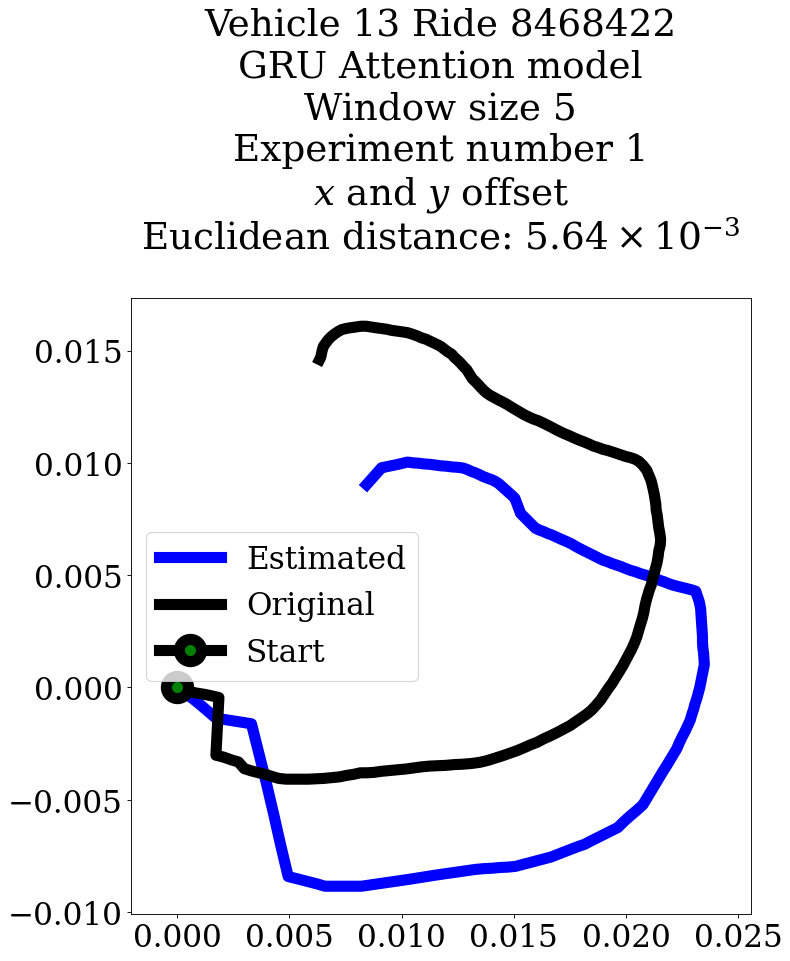 Vehicle 13 Ride 8468422
GRU Attention model
Window size 5
Experiment number 1
x and y offset
Euclidean distance: 5.64 × 10⁻³
0.015
0.010
0.005
0.000
−0.005
−0.010
Estimated
Original
Start
0.000 0.005 0.010 0.015 0.020 0.025